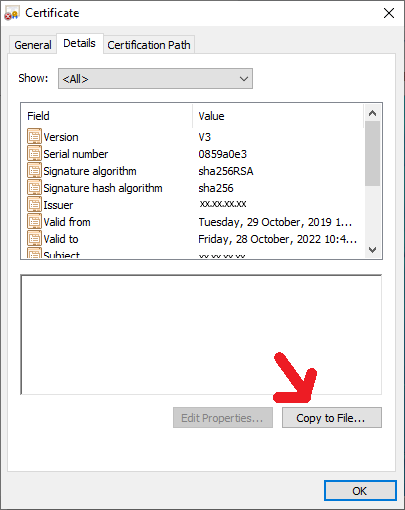 Certificate
General Details Certification Path
Show: <All>
Field Value
Version V3
Serial number 0859a0e3
Signature algorithm sha256RSA
Signature hash algorithm sha256
Issuer xx.xx.xx.xx
Valid from Tuesday, 29 October, 2019 1...
Valid to Friday, 28 October, 2022 10:4...
Subject xx.xx.xx.xx
Edit Properties... Copy to File...
OK